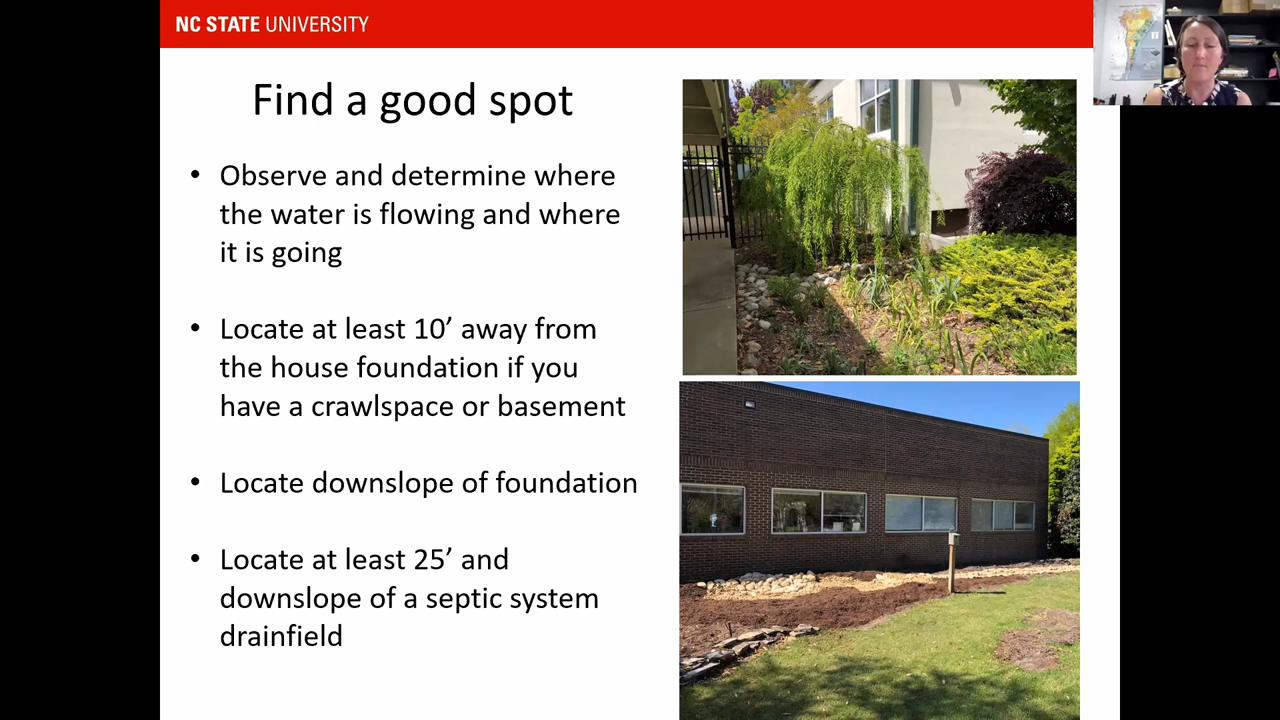 NC STATE UNIVERSITY
Find a good spot
• Observe and determine where
the water is flowing and where
it is going
• Locate at least 10’ away from
the house foundation if you
have a crawlspace or basement
• Locate downslope of foundation
• Locate at least 25’ and
downslope of a septic system
drainfield